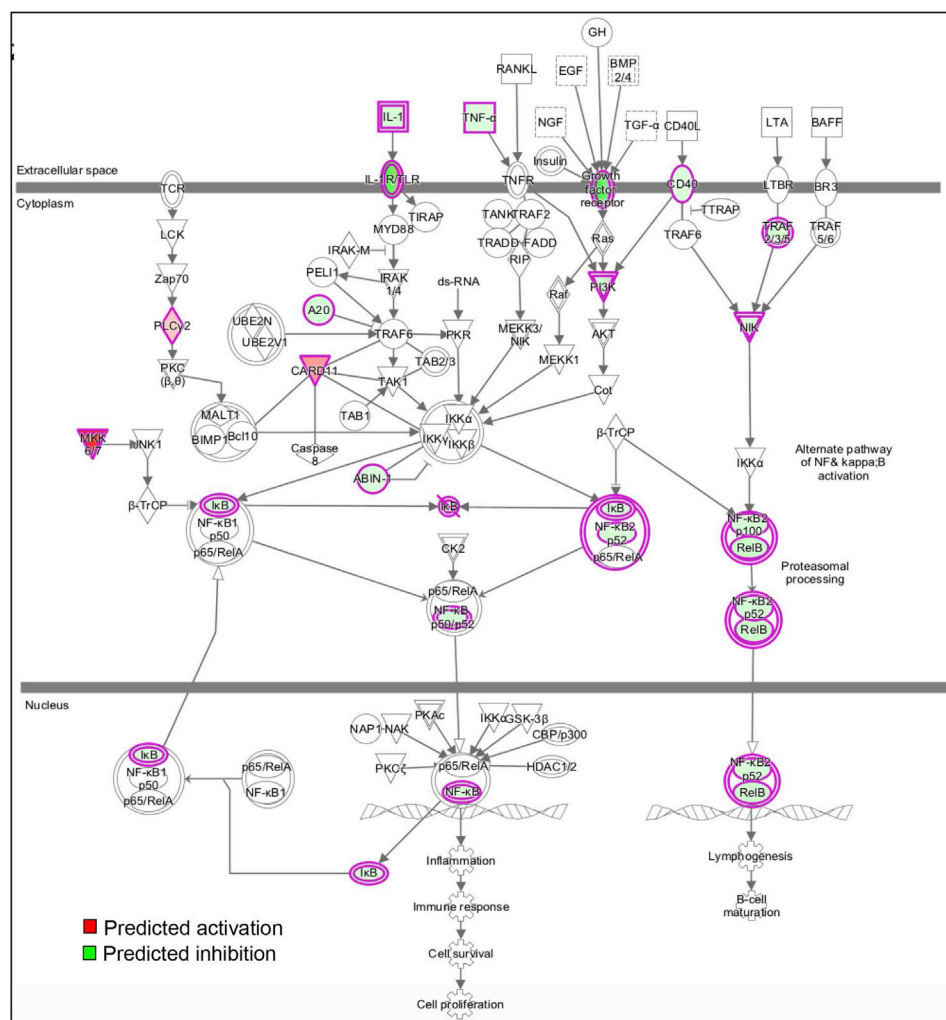 GH
RANKL
EGF
BMP
2/4
IL-1
TNF-α
NGF
TGF-α
CD40L
LTA
BAFF
Extracellular space
Insulin
TCR
IL-1R/TLR
TNFR
Growth
factor
receptor
CD40
LTBR
BR3
Cytoplasm
TIRAP
TANK
TRAF2
TTRAP
LCK
MYD88
TRADD
FADD
RIP
Ras
TRAF6
TRAF
2/3/5
TRAF
5/6
IRAK-M
Zap70
PELI1
IRAK
1/4
ds-RNA
Raf
PI3K
A20
PLCγ2
UBE2N
UBE2V1
TRAF6
PKR
MEKK3/
NIK
AKT
NIK
PKC
(β,θ)
CARD11
TAB2/3
TAK1
MEKK1
Cot
MALT1
TAB1
IKKα
BIMP1
Bcl10
IKKγ
IKKβ
β-TrCP
MKK
6/7
JNK1
Caspase
8
ABIN-1
IKKα
Alternate pathway
of NF& kappa;B
activation
β-TrCP
IκB
NF-κB1
p50
p65/RelA
IκB
IκB
NF-κB2
p52
p65/RelA
NF-κB2
p100
RelB
CK2
Proteasomal
processing
p65/RelA
NF-κB
p50/p52
NF-κB2
p52
RelB
Nucleus
PKAc
IKKα
GSK-3β
NAP1
NAK
CBP/p300
IκB
NF-κB1
p50
p65/RelA
p65/RelA
NF-κB1
PKCζ
p65/RelA
HDAC1/2
NF-κB
NF-κB2
p52
RelB
IκB
Inflammation
Lymphogenesis
Immune response
B-cell
maturation
Predicted activation
Predicted inhibition
Cell survival
Cell proliferation